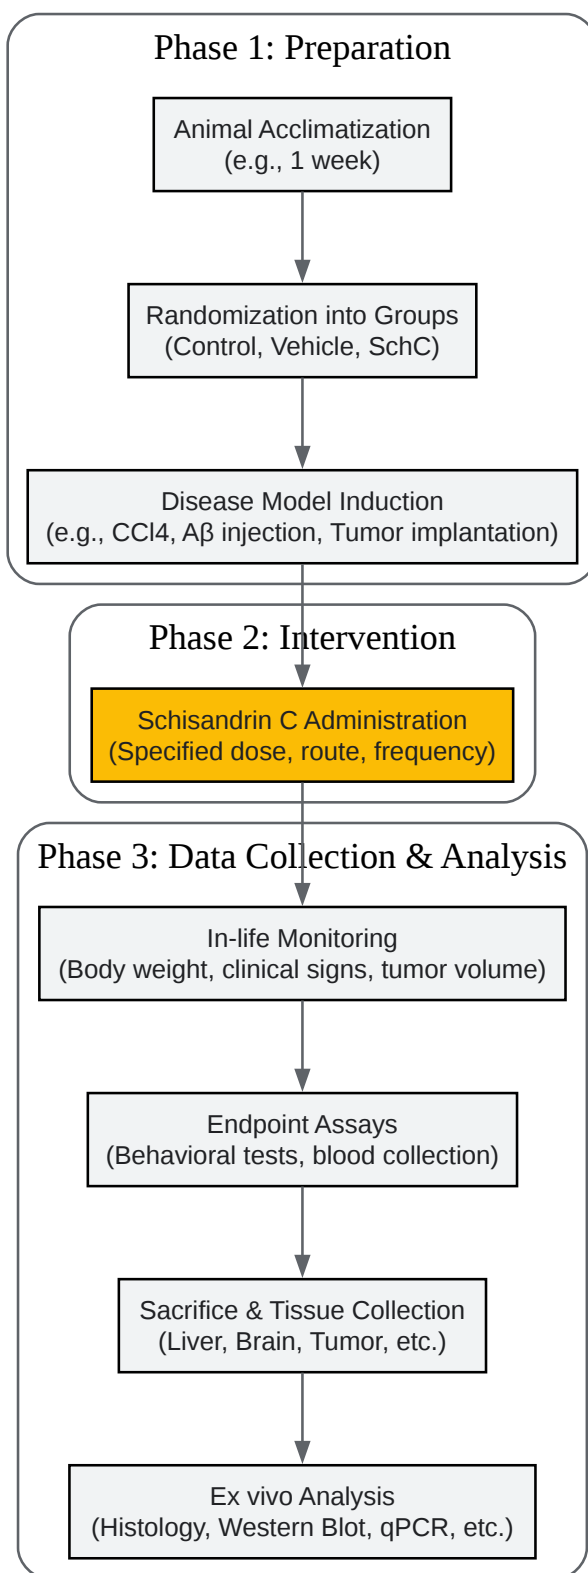 Phase 1: Preparation
Animal Acclimatization
(e.g., 1 week)
Randomization into Groups
(Control, Vehicle, SchC)
Disease Model Induction
(e.g., CCl4, Aβ injection, Tumor implantation)
Phase 2: Intervention
Schisandrin C Administration
(Specified dose, route, frequency)
Phase 3: Data Collection & Analysis
In-life Monitoring
(Body weight, clinical signs, tumor volume)
Endpoint Assays
(Behavioral tests, blood collection)
Sacrifice & Tissue Collection
(Liver, Brain, Tumor, etc.)
Ex vivo Analysis
(Histology, Western Blot, qPCR, etc.)